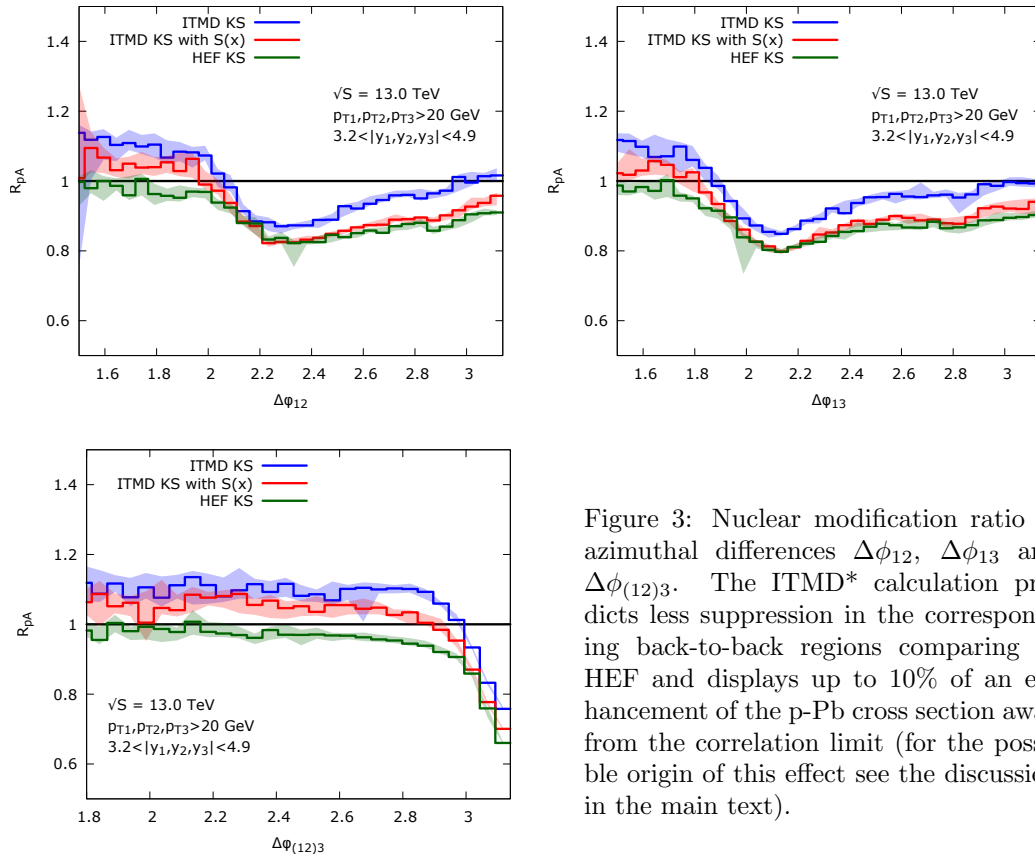 ITMD KS
ITMD KS with S(x)
HEF KS
√S = 13.0 TeV
pT1,pT2,pT3>20 GeV
3.2<|y1,y2,y3|<4.9
RpA
1.4
1.2
1
0.8
0.6
1.6 1.8 2 2.2 2.4 2.6 2.8 3
Δφ12
ITMD KS
ITMD KS with S(x)
HEF KS
√S = 13.0 TeV
pT1,pT2,pT3>20 GeV
3.2<|y1,y2,y3|<4.9
RpA
1.4
1.2
1
0.8
0.6
1.6 1.8 2 2.2 2.4 2.6 2.8 3
Δφ13
ITMD KS
ITMD KS with S(x)
HEF KS
√S = 13.0 TeV
pT1,pT2,pT3>20 GeV
3.2<|y1,y2,y3|<4.9
RpA
1.4
1.2
1
0.8
0.6
1.8 2 2.2 2.4 2.6 2.8 3
Δφ(12)3
Figure 3: Nuclear modification ratio
azimuthal differences Δϕ12, Δϕ13
Δϕ(12)3. The ITMD* calculation
dicts less suppression in the
ing back-to-back regions comparing
HEF and displays up to 10% of an
hancement of the p-Pb cross section
from the correlation limit (for the
ble origin of this effect see the
in the main text).